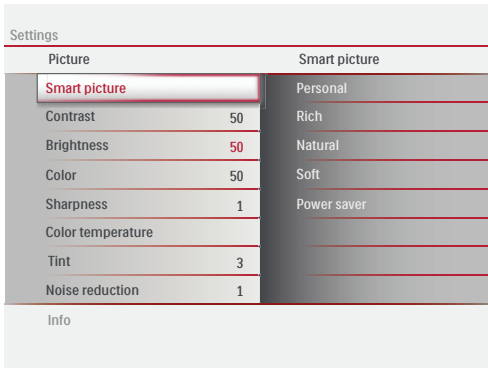 Settings
Picture
Smart picture
Smart picture
Personal
Contrast 50
Rich
Brightness 50
Natural
Color 50
Soft
Sharpness 1
Power saver
Color temperature
Tint 3
Noise reduction 1
Info